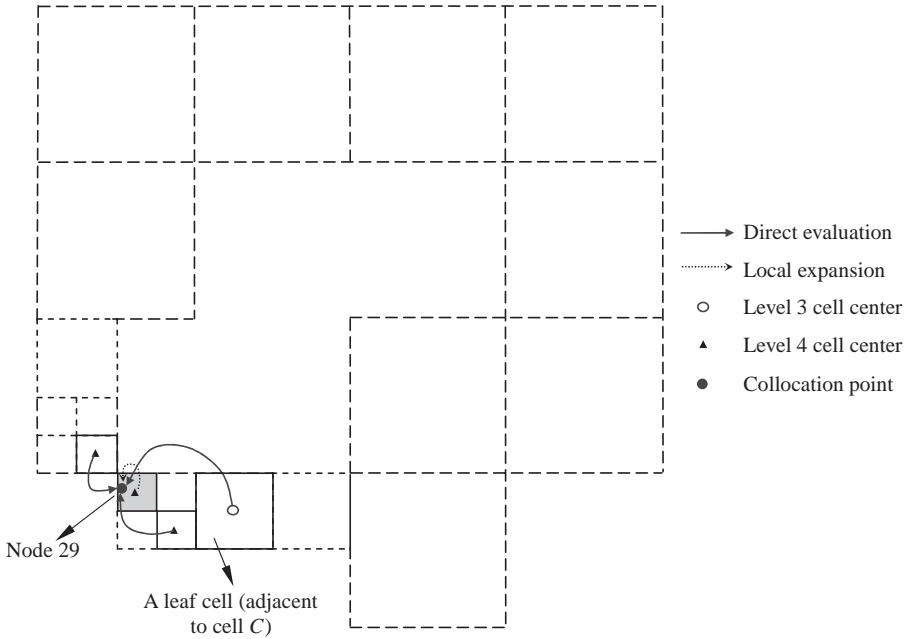 Direct evaluation
Local expansion
Level 3 cell center
Level 4 cell center
Collocation point
Node 29
A leaf cell (adjacent
to cell C)